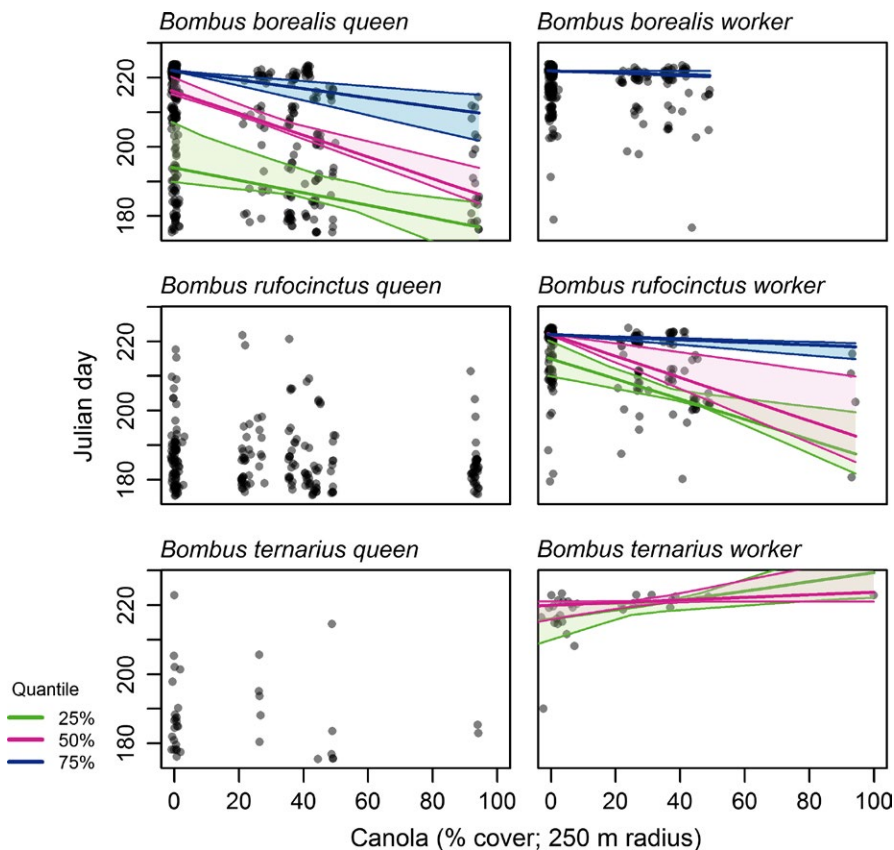 Bombus borealis queen
Bombus borealis worker
220
200
180
Bombus rufocinctus queen
Bombus rufocinctus worker
Julian day
220
200
180
Bombus ternarius queen
Bombus ternarius worker
220
200
180
Quantile
25%
50%
75%
0 20 40 60 80 100
0 20 40 60 80 100
Canola (% cover; 250 m radius)